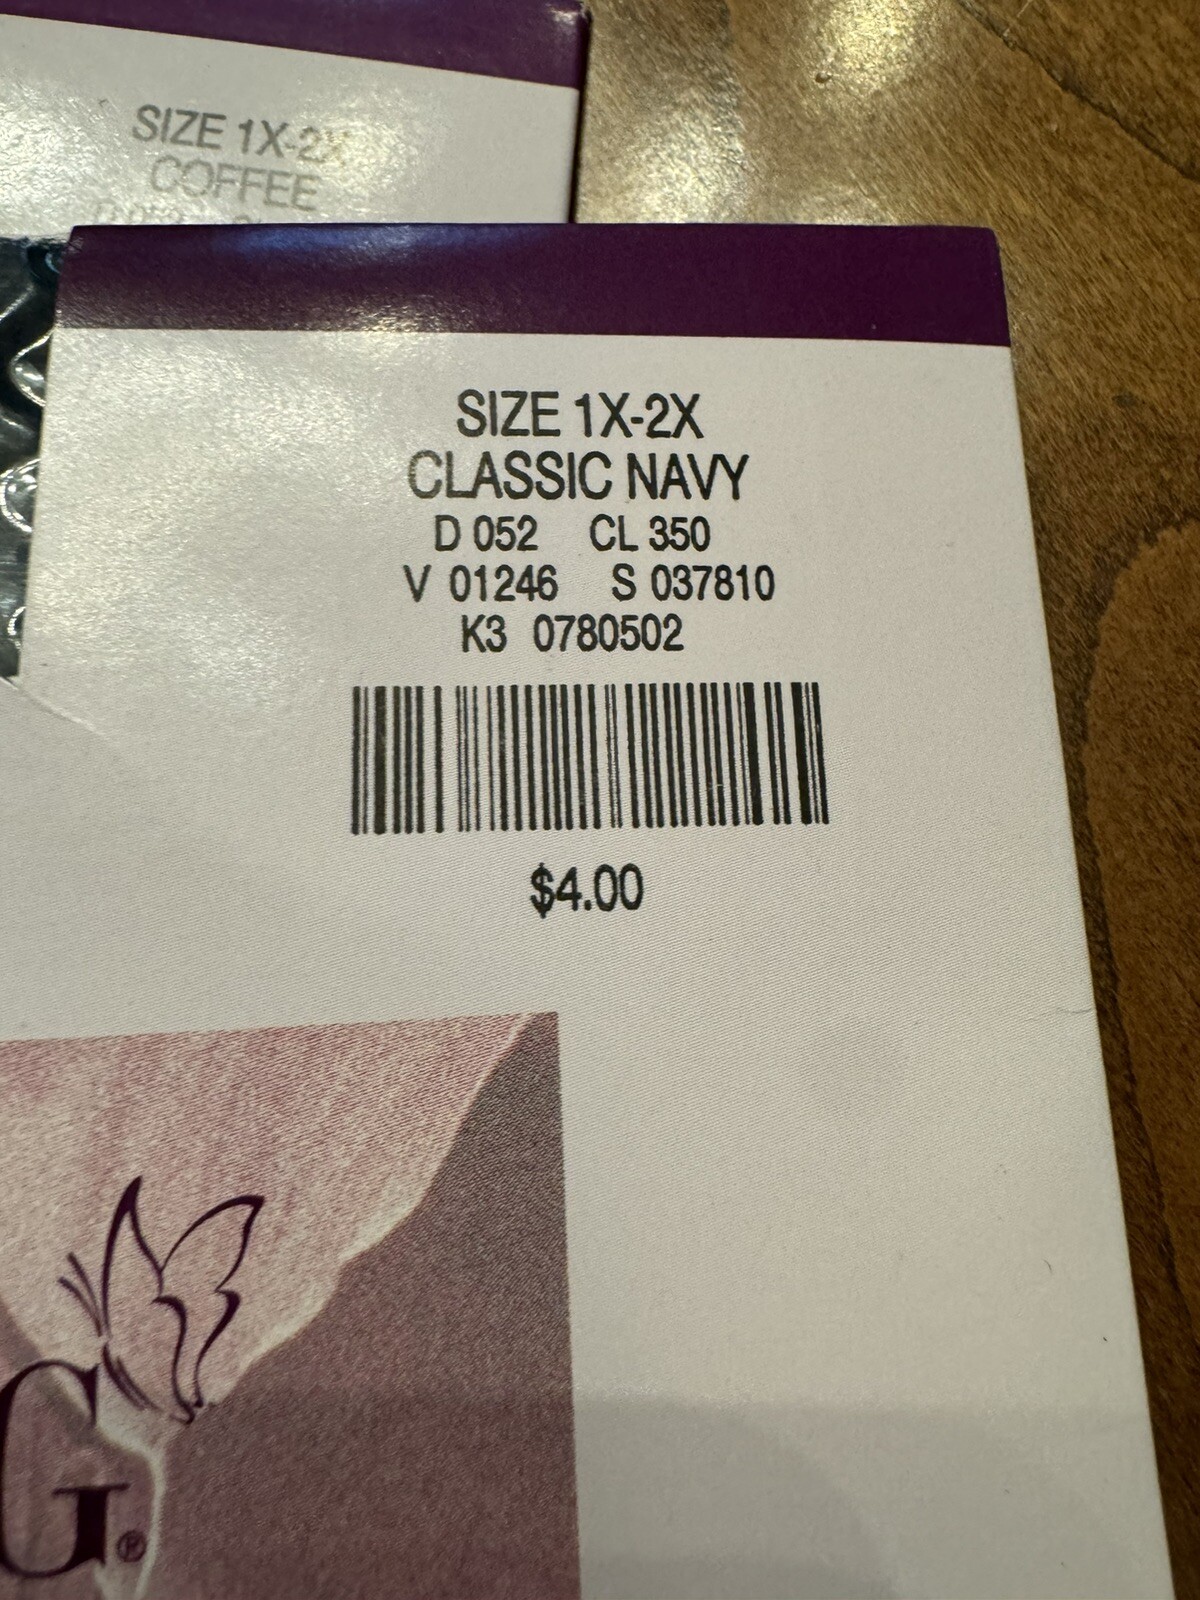 SIZE 1X-2X
COFFEE
SIZE 1X-2X
CLASSIC NAVY
D 052 CL 350
V 01246 S 037810
K3 0780502
$4.00
G®